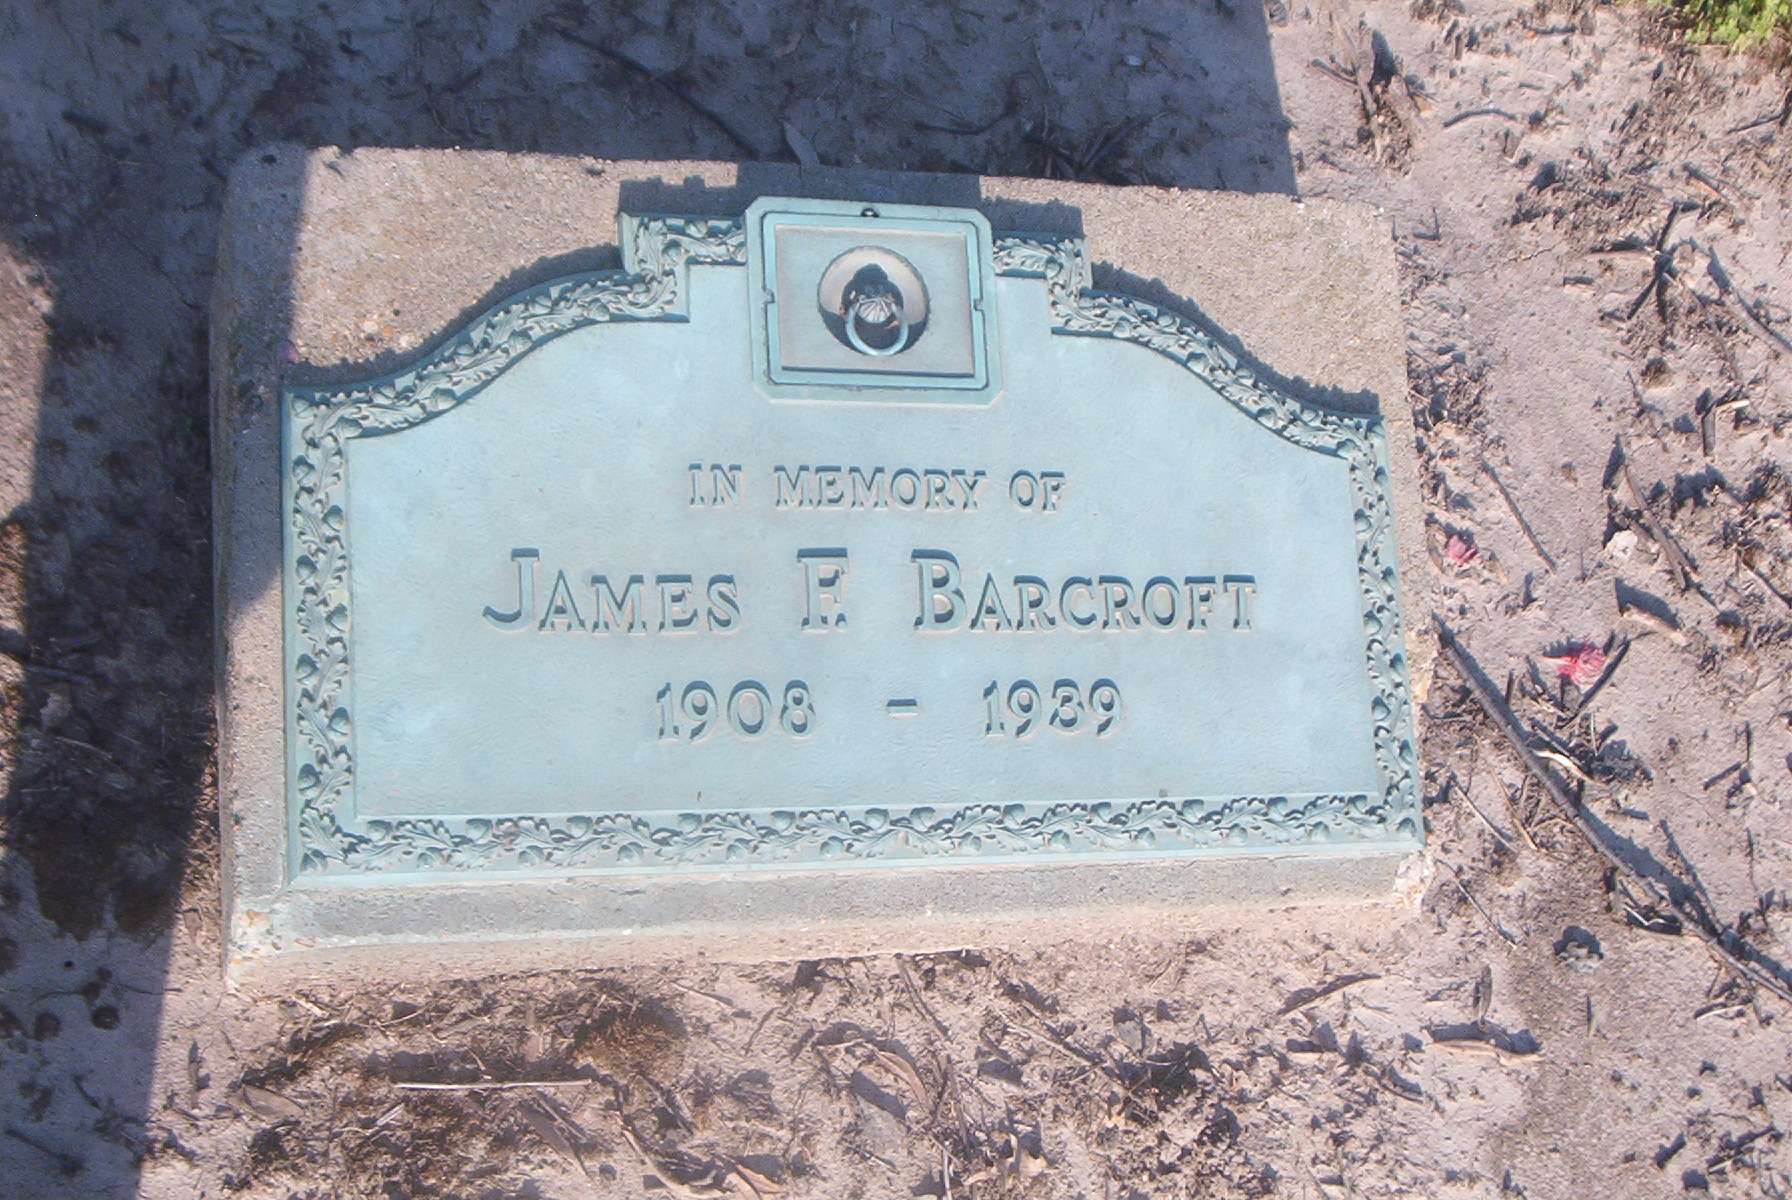 IN MEMORY OF
JAMES F. BARCROFT
1908 - 1939